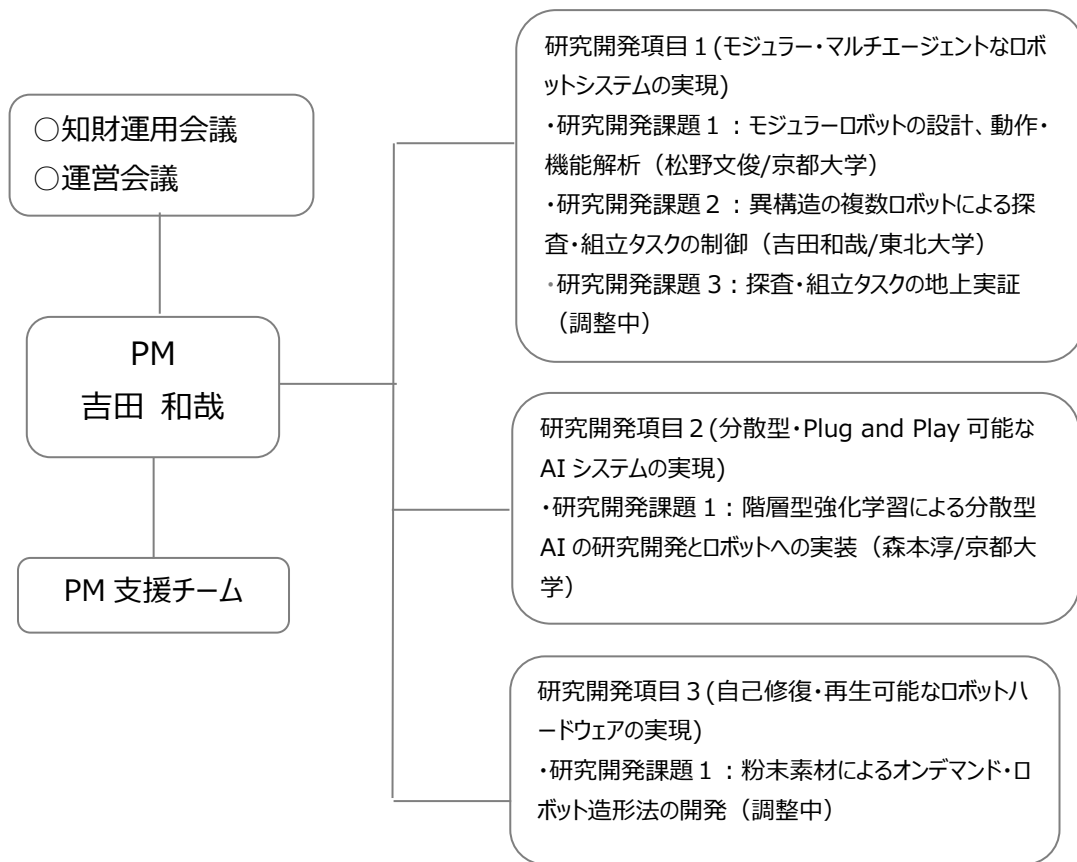 ○知財運用会議
○運営会議
PM
吉田 和哉
PM 支援チーム
研究開発項目 1 (モジュラー・マルチエージェントなロボ
ットシステムの実現)
・研究開発課題 1：モジュラーロボットの設計、動作・
機能解析（松野文俊/京都大学）
・研究開発課題 2：異構造の複数ロボットによる探
査・組立タスクの制御（吉田和哉/東北大学）
・研究開発課題 3：探査・組立タスクの地上実証
（調整中）
研究開発項目 2 (分散型・Plug and Play 可能な
AI システムの実現)
・研究開発課題 1：階層型強化学習による分散型
AI の研究開発とロボットへの実装（森本淳/京都大
学）
研究開発項目 3 (自己修復・再生可能なロボットハ
ードウェアの実現)
・研究開発課題 1：粉末素材によるオンデマンド・ロ
ボット造形法の開発（調整中）